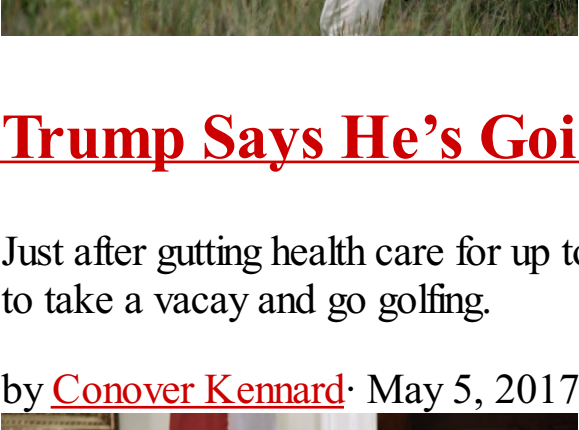 Trump Says He’s Goi
Just after gutting health care for up to
to take a vacay and go golfing.
by Conover Kennard· May 5, 2017